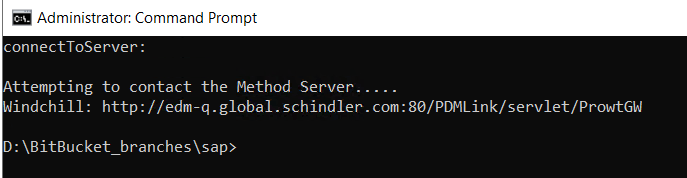 Administrator: Command Prompt
connectToServer:
Attempting to contact the Method Server.....
Windchill: http://edm-q.global.schindler.com:80/PDMLink/servlet/ProwtGW
D:\BitBucket_branches\sap>